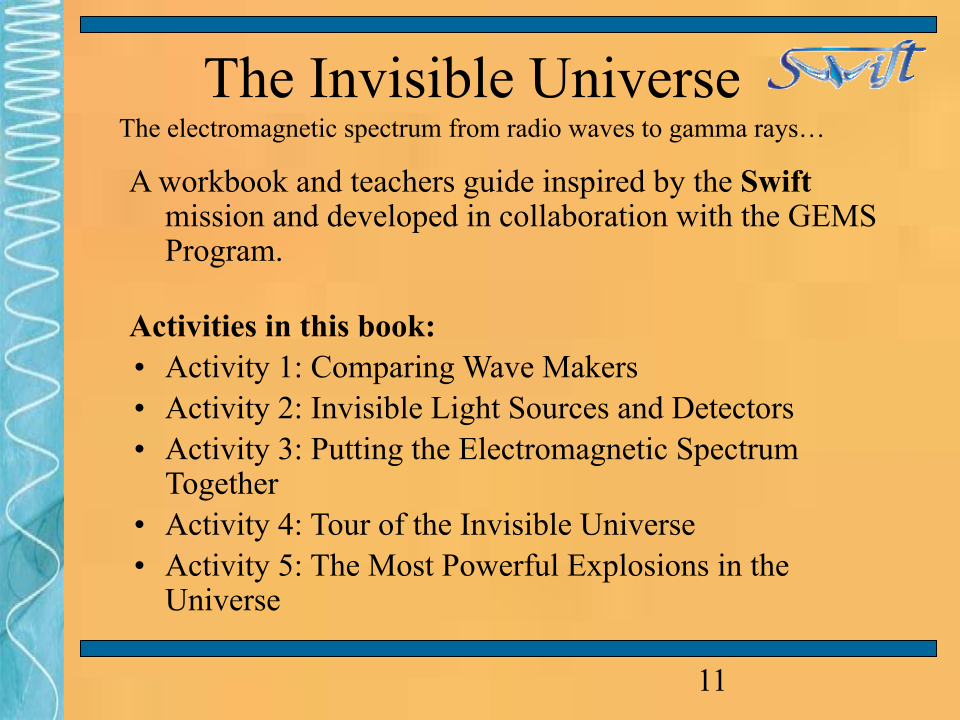 The Invisible Universe
Swift
The electromagnetic spectrum from radio waves to gamma rays…
A workbook and teachers guide inspired by the Swift
mission and developed in collaboration with the GEMS
Program.
Activities in this book:
• Activity 1: Comparing Wave Makers
• Activity 2: Invisible Light Sources and Detectors
• Activity 3: Putting the Electromagnetic Spectrum
Together
• Activity 4: Tour of the Invisible Universe
• Activity 5: The Most Powerful Explosions in the
Universe
11